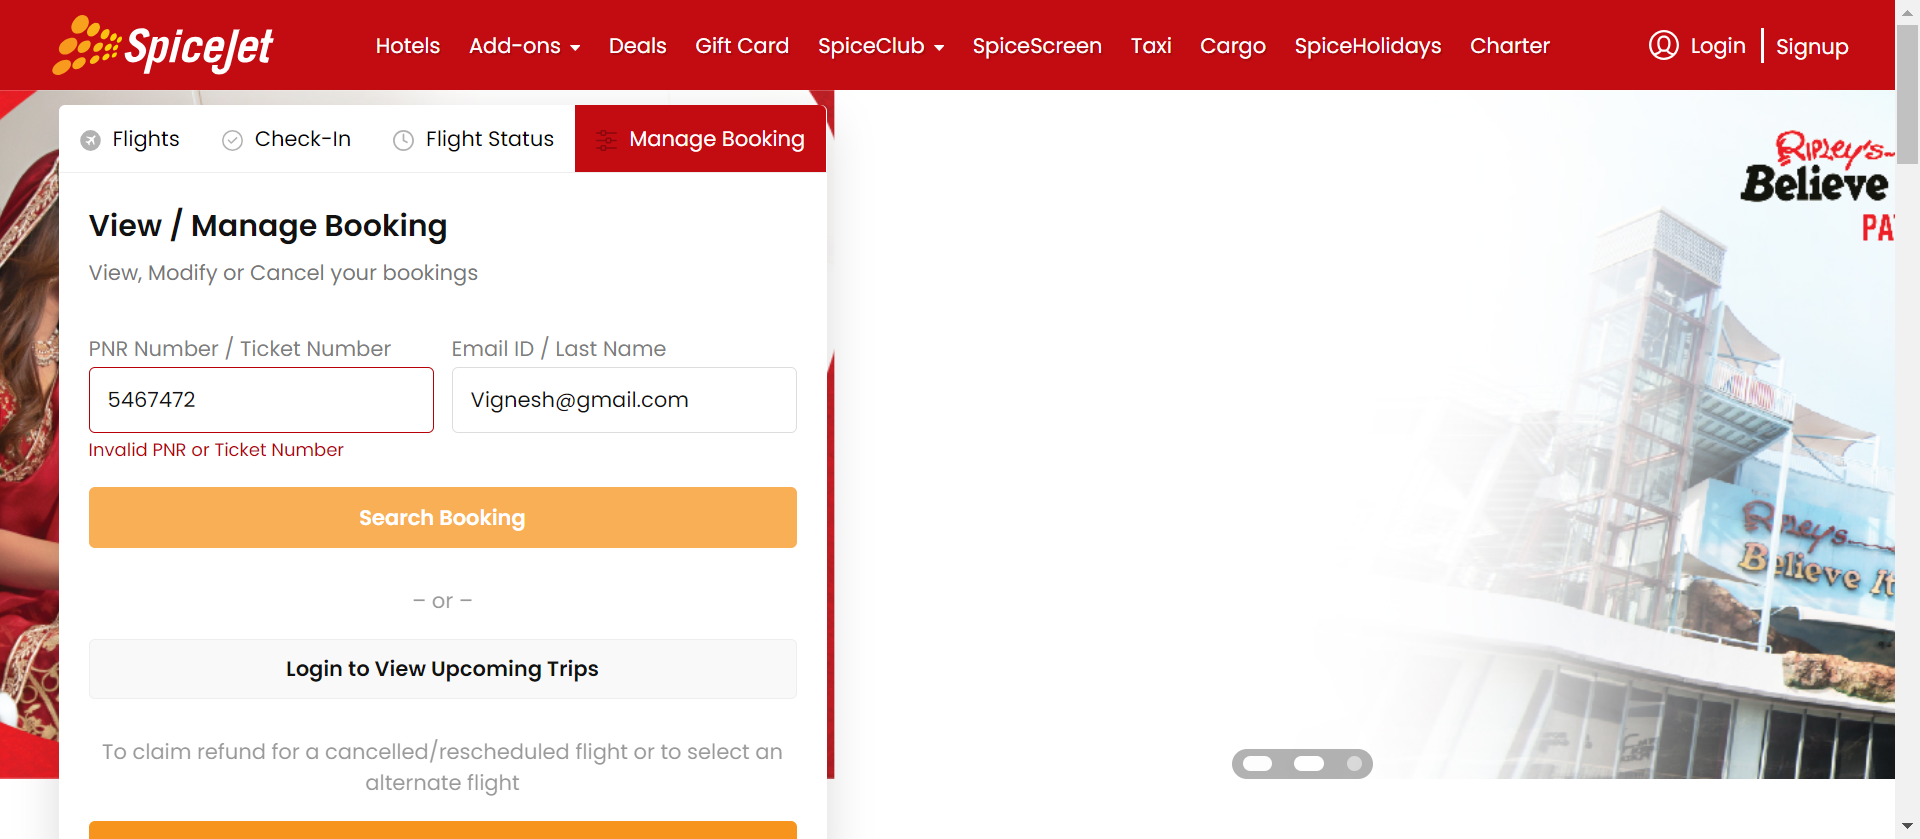 SpiceJet
Hotels Add-ons Deals Gift Card SpiceClub SpiceScreen Taxi Cargo SpiceHolidays Charter Login Signup
Flights Check-In Flight Status Manage Booking
View / Manage Booking
View, Modify or Cancel your bookings
PNR Number / Ticket Number Email ID / Last Name
5467472 Vignesh@gmail.com
Invalid PNR or Ticket Number
Search Booking
– or –
Login to View Upcoming Trips
To claim refund for a cancelled/rescheduled flight or to select an
alternate flight
Ripley's
Believe
PA
Ripley's
Believe It